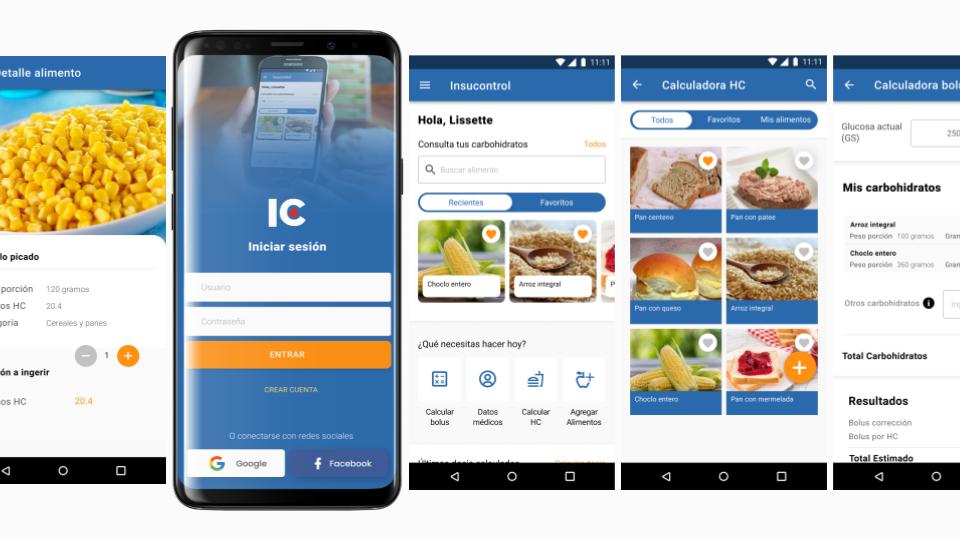 etalle alimento
lo picado
porción 120 gramos
os HC 20.4
goría Cereales y panes
1
ón a ingerir
os HC 20.4
IC
Iniciar sesión
Usuario
Contraseña
ENTRAR
CREAR CUENTA
O conectarse con redes sociales
Google
Facebook
11:11
Insucontrol
Hola, Lissette
Consulta tus carbohidratos Todos
Buscar alimento
Recientes Favoritos
Choclo entero
Arroz integral
P
¿Qué necesitas hacer hoy?
Calcular
bolus
Datos
médicos
Calcular
HC
Agregar
Alimentos
11:11
Calculadora HC
Todos Favoritos Mis alimentos
Pan centeno
Pan con patee
Pan con queso
Arroz integral
Choclo entero
Pan con mermelada
Calculadora bolu
Glucosa actual
(GS)
250
Mis carbohidratos
Arroz integral
Peso porción 100 gramos Gran
Choclo entero
Peso porción 360 gramos Gran
Otros carbohidratos
Ing
Total Carbohidratos
Resultados
Bolus corrección
Bolus por HC
Total Estimado